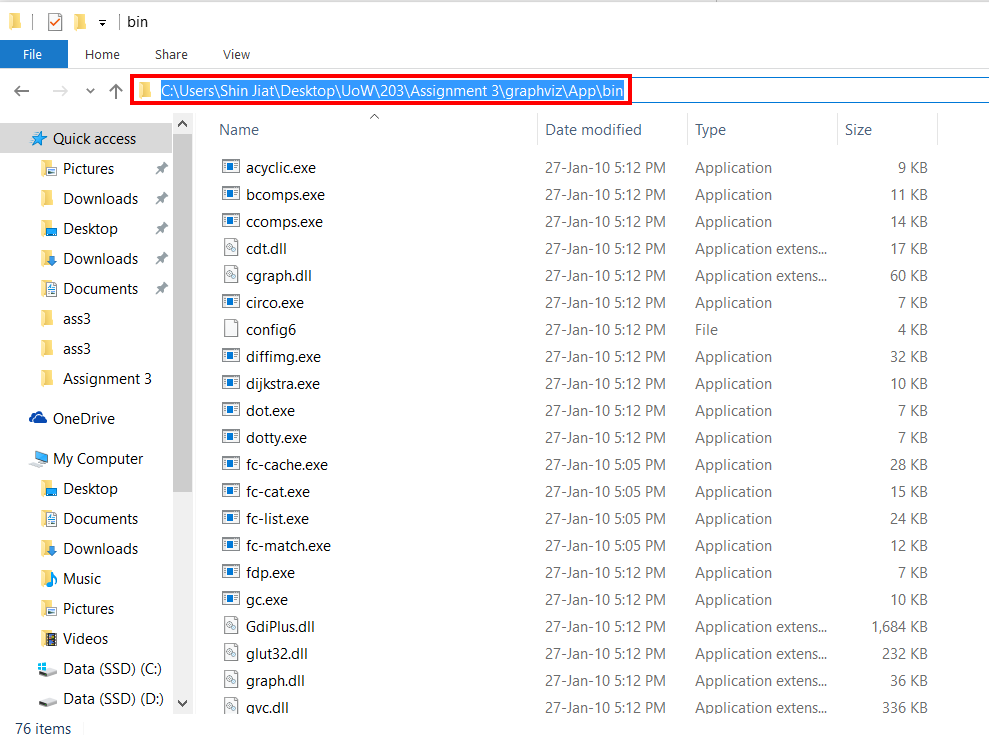 bin
File Home Share View
C:\Users\Shin Jiat\Desktop\UoW\203\Assignment 3\graphviz\App\bin
Quick access
Pictures
Downloads
Desktop
Downloads
Documents
ass3
ass3
Assignment 3
OneDrive
My Computer
Desktop
Documents
Downloads
Music
Pictures
Videos
Data (SSD) (C:)
Data (SSD) (D:)
Name Date modified Type Size
acyclic.exe 27-Jan-10 5:12 PM Application 9 KB
bcomps.exe 27-Jan-10 5:12 PM Application 11 KB
ccomps.exe 27-Jan-10 5:12 PM Application 14 KB
cdt.dll 27-Jan-10 5:12 PM Application extens... 17 KB
cgraph.dll 27-Jan-10 5:12 PM Application extens... 60 KB
circo.exe 27-Jan-10 5:12 PM Application 7 KB
config6 27-Jan-10 5:12 PM File 4 KB
diffimg.exe 27-Jan-10 5:12 PM Application 32 KB
dijkstra.exe 27-Jan-10 5:12 PM Application 10 KB
dot.exe 27-Jan-10 5:12 PM Application 7 KB
dotty.exe 27-Jan-10 5:12 PM Application 7 KB
fc-cache.exe 27-Jan-10 5:05 PM Application 28 KB
fc-cat.exe 27-Jan-10 5:05 PM Application 15 KB
fc-list.exe 27-Jan-10 5:05 PM Application 24 KB
fc-match.exe 27-Jan-10 5:05 PM Application 12 KB
fdp.exe 27-Jan-10 5:12 PM Application 7 KB
gc.exe 27-Jan-10 5:12 PM Application 10 KB
GdiPlus.dll 27-Jan-10 5:12 PM Application extens... 1,684 KB
glut32.dll 27-Jan-10 5:12 PM Application extens... 232 KB
graph.dll 27-Jan-10 5:12 PM Application extens... 36 KB
gvc.dll 27-Jan-10 5:12 PM Application extens... 336 KB
76 items